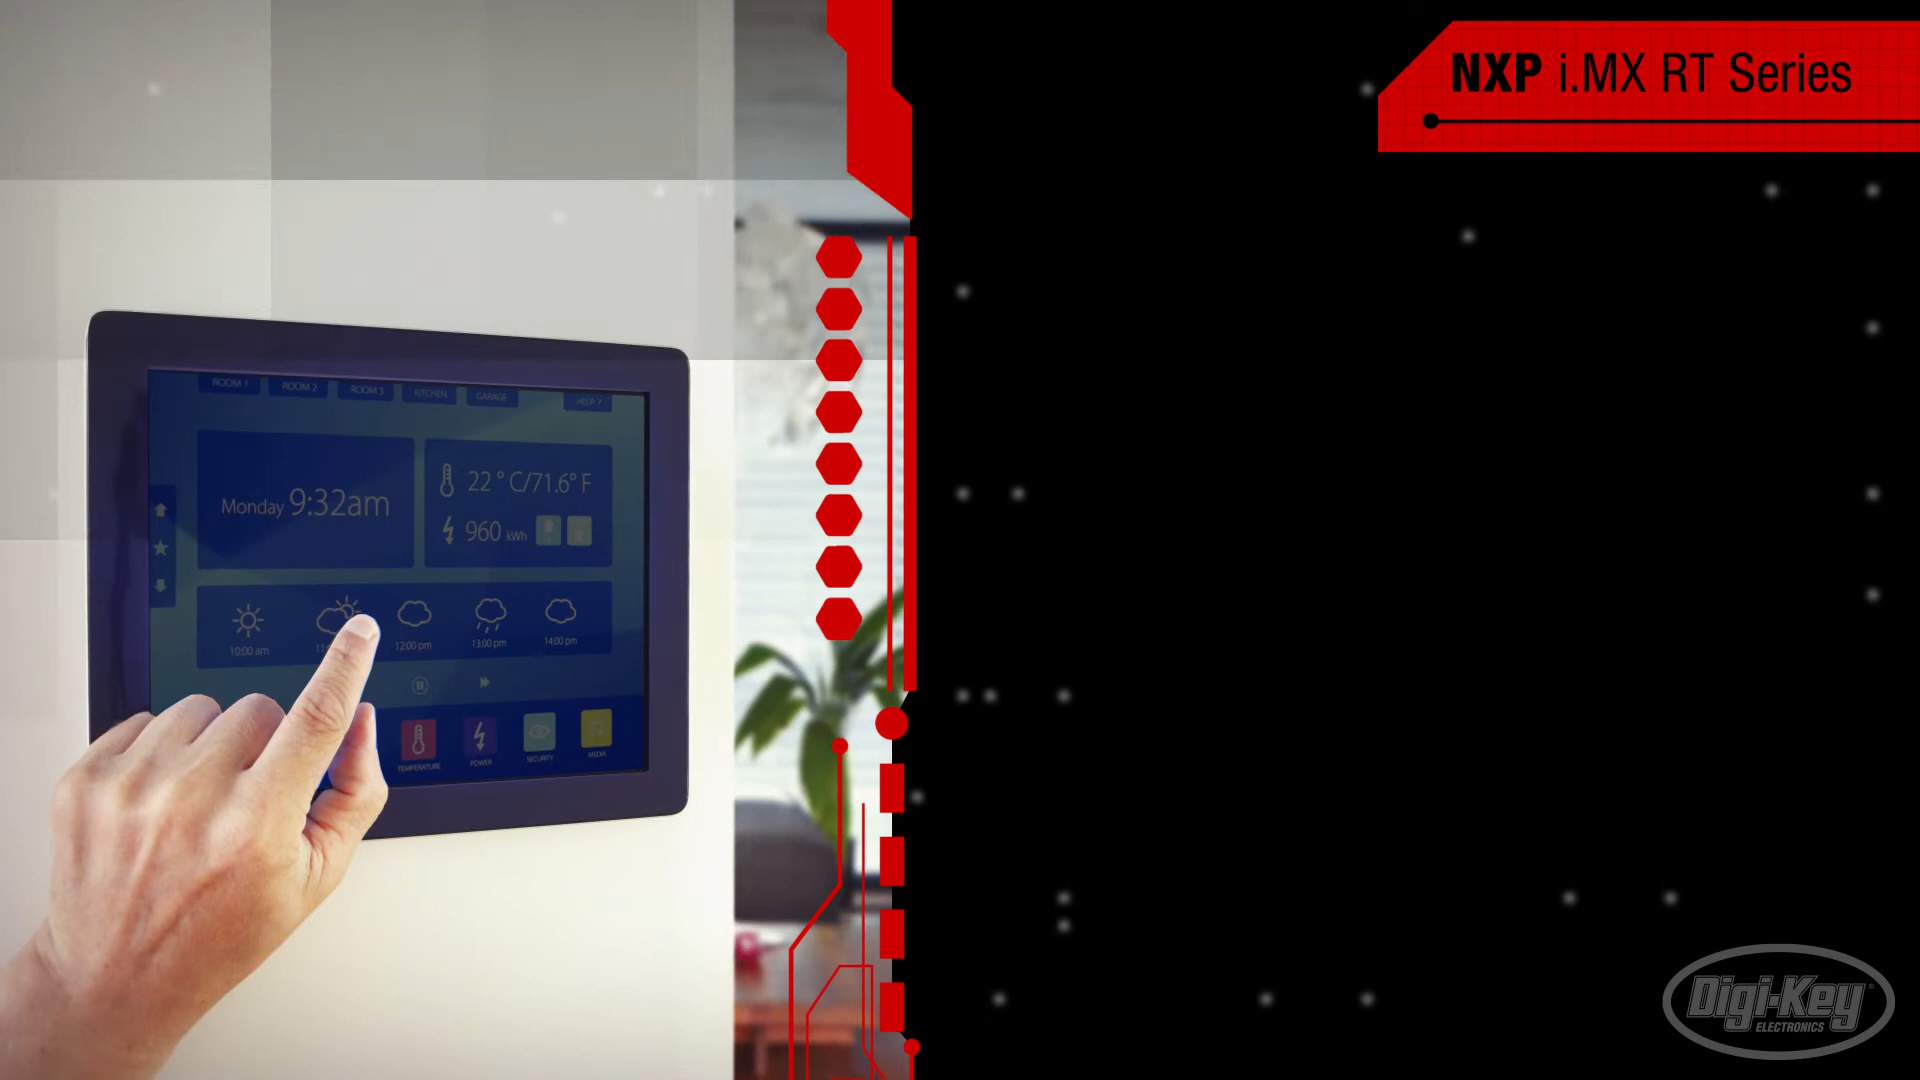 NXP i.MX RT Series
ROOM 1
ROOM 2
ROOM 3
KITCHEN
GARAGE
HELP ?
Monday 9:32am
22 ° C/71.6° F
960 kWh
10:00 am
12:00 pm
13:00 pm
14:00 pm
TEMPERATURE
POWER
SECURITY
MEDIA
Digi-Key®
ELECTRONICS